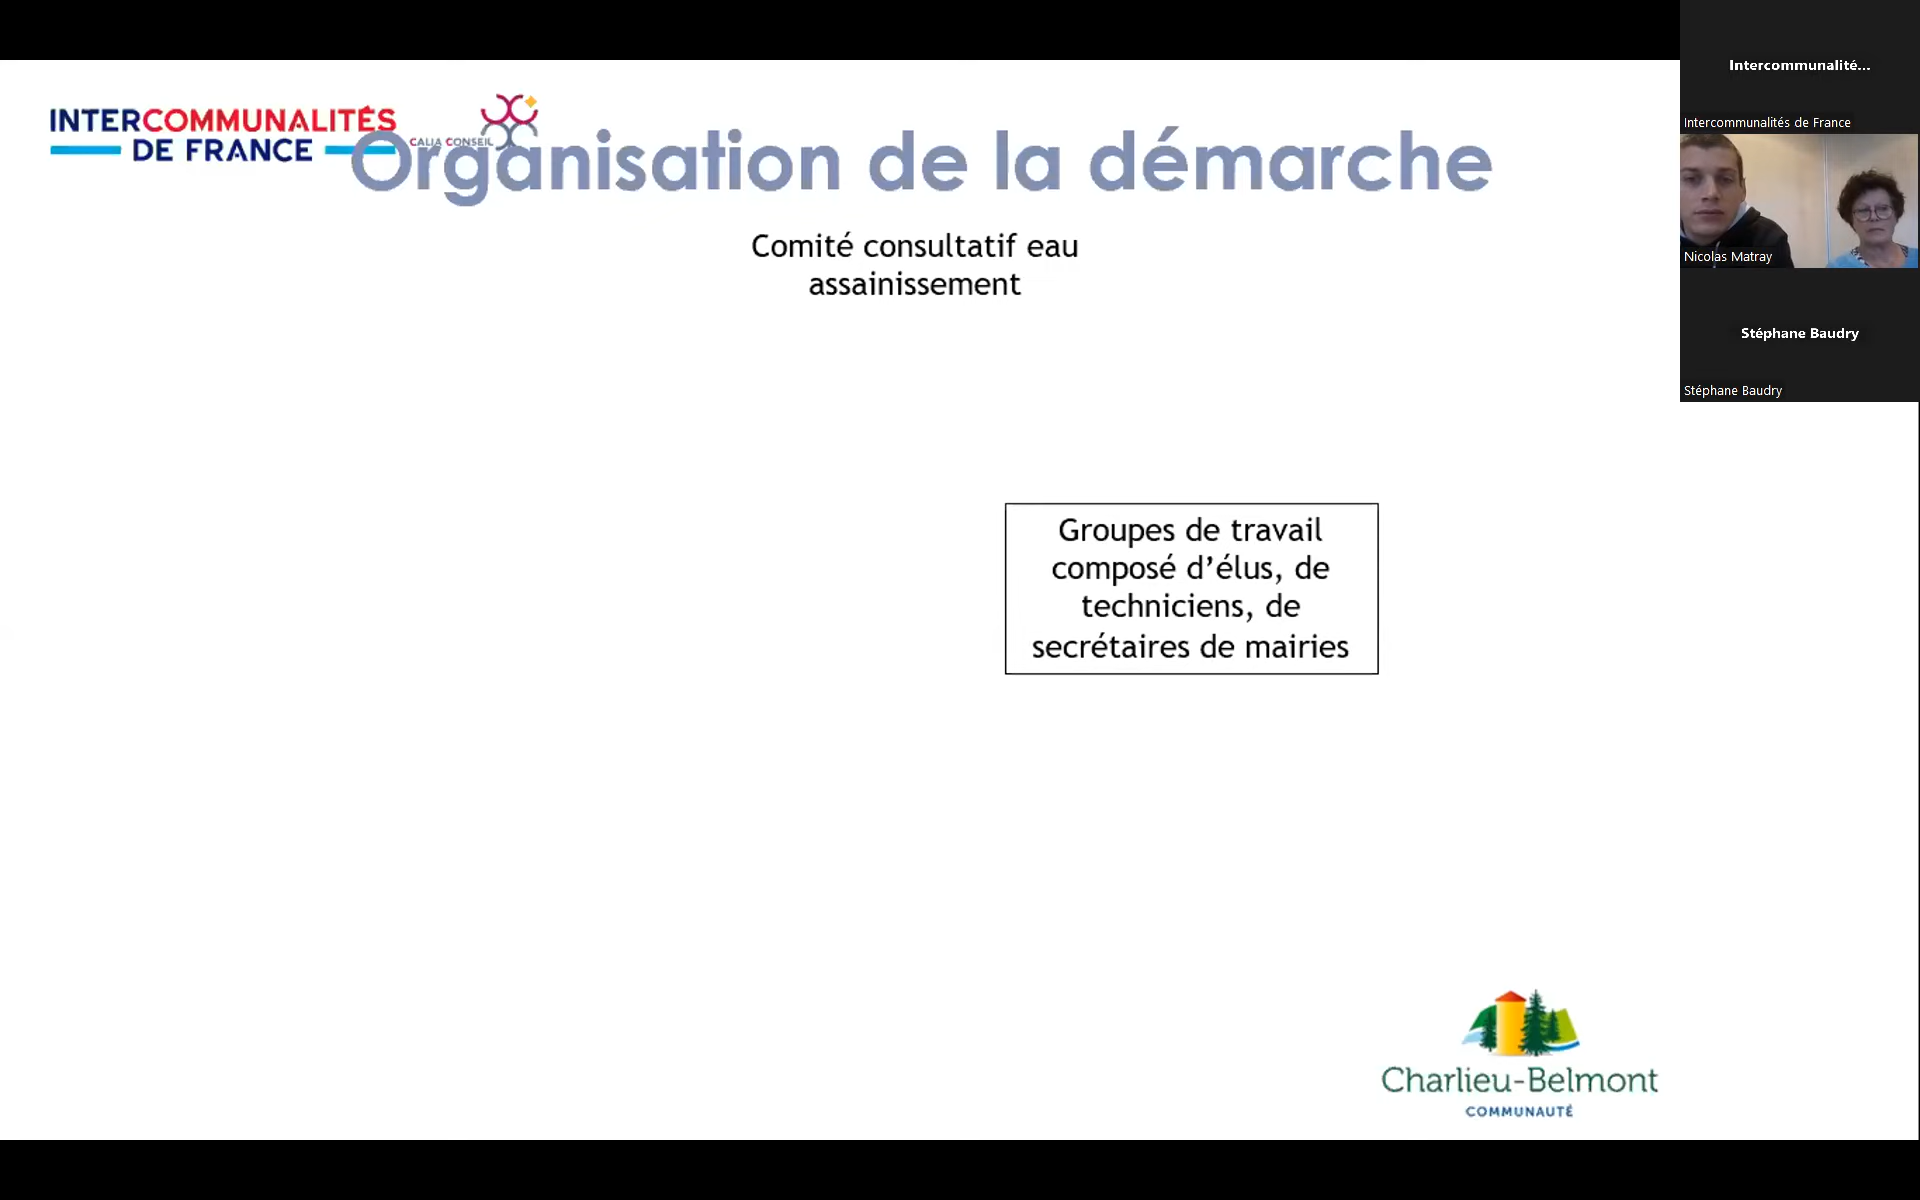 INTERCOMMUNALITÉS
DE FRANCE
CALIA CONSEIL
Organisation de la démarche
Comité consultatif eau
assainissement
Groupes de travail
composé d’élus, de
techniciens, de
secrétaires de mairies
Charlieu-Belmont
COMMUNAUTÉ
Intercommunalité...
Intercommunalités de France
Nicolas Matray
Stéphane Baudry
Stéphane Baudry